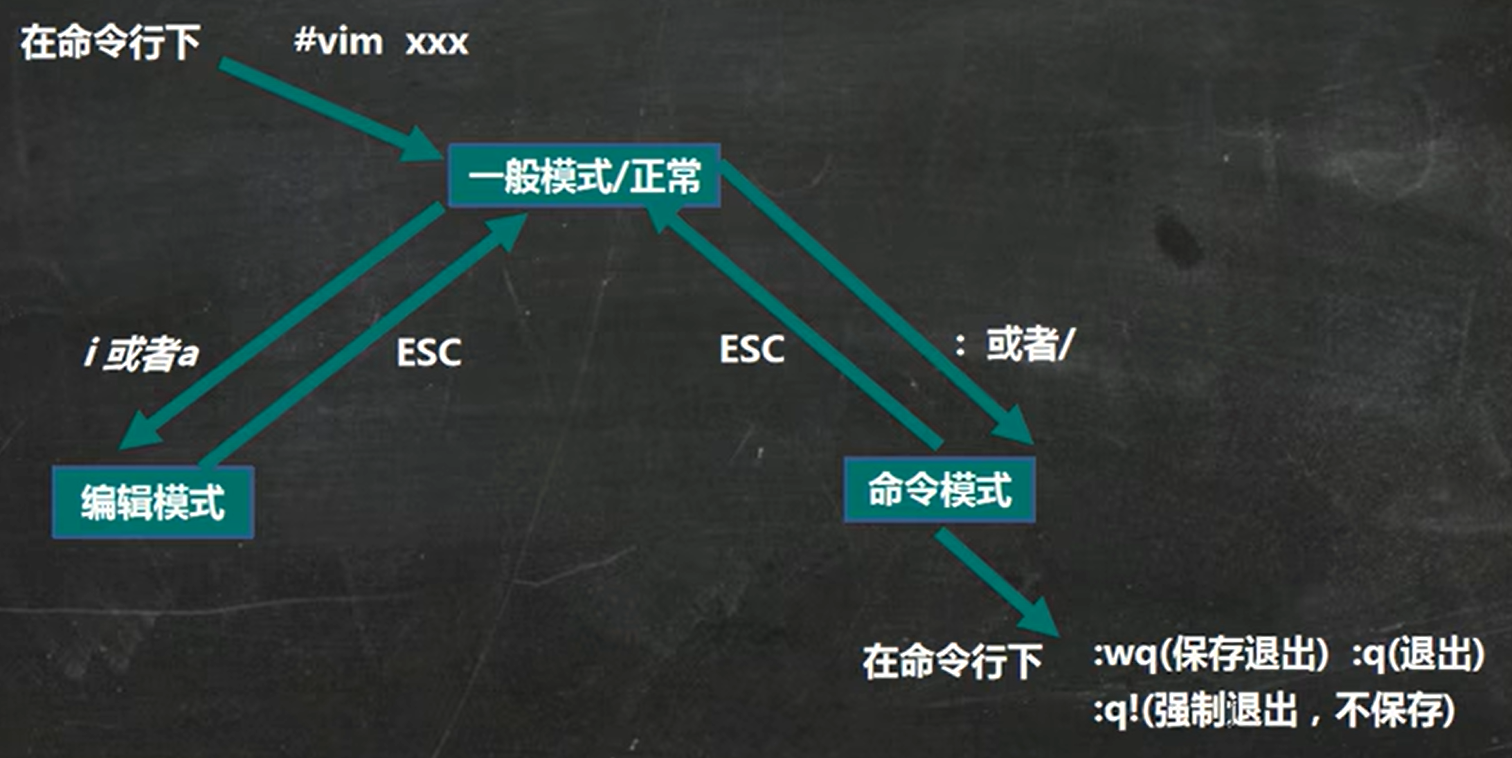 在命令行下 #vim xxx
一般模式/正常
i 或者a
ESC
ESC
: 或者/
编辑模式
命令模式
在命令行下
:wq(保存退出) :q(退出)
:q!(强制退出，不保存)